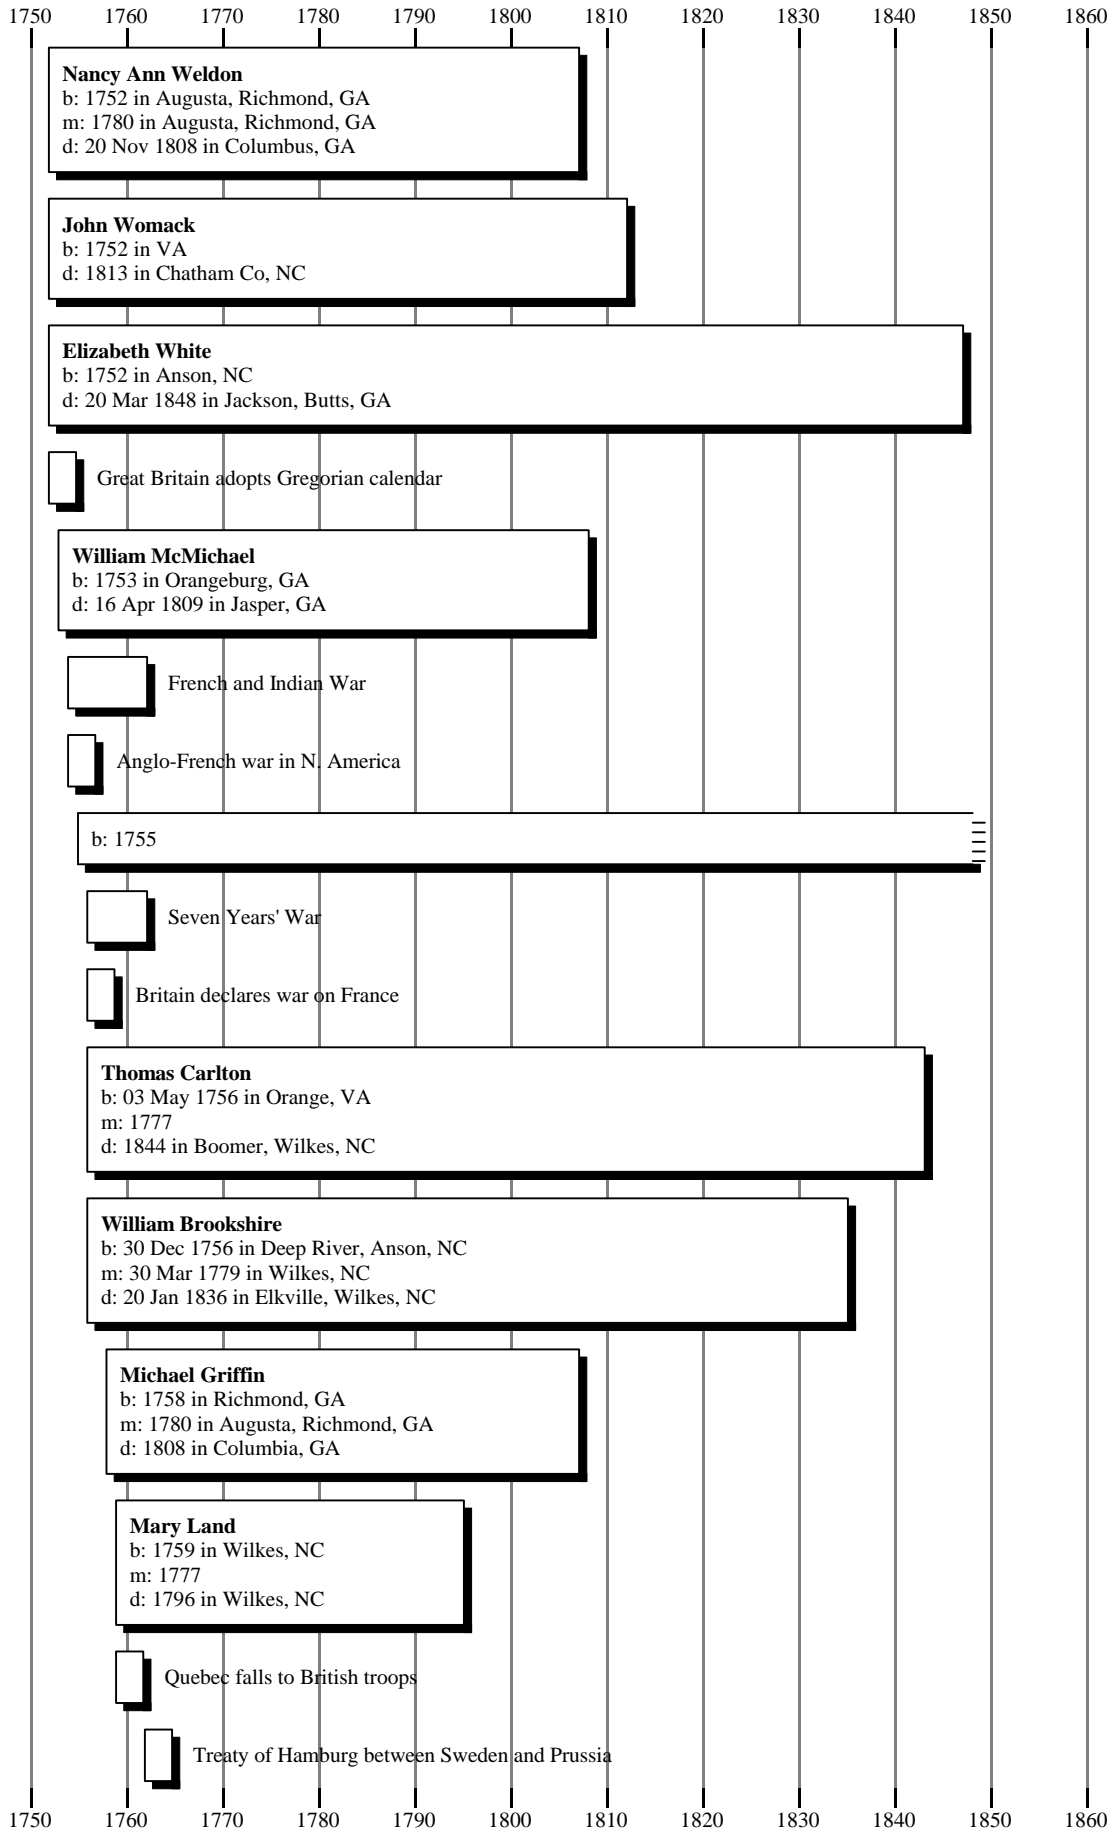 1750 1760 1770 1780 1790 1800 1810 1820 1830 1840 1850 1860
Nancy Ann Weldon
b: 1752 in Augusta, Richmond, GA
m: 1780 in Augusta, Richmond, GA
d: 20 Nov 1808 in Columbus, GA
John Womack
b: 1752 in VA
d: 1813 in Chatham Co, NC
Elizabeth White
b: 1752 in Anson, NC
d: 20 Mar 1848 in Jackson, Butts, GA
Great Britain adopts Gregorian calendar
William McMichael
b: 1753 in Orangeburg, GA
d: 16 Apr 1809 in Jasper, GA
French and Indian War
Anglo-French war in N. America
b: 1755
Seven Years' War
Britain declares war on France
Thomas Carlton
b: 03 May 1756 in Orange, VA
m: 1777
d: 1844 in Boomer, Wilkes, NC
William Brookshire
b: 30 Dec 1756 in Deep River, Anson, NC
m: 30 Mar 1779 in Wilkes, NC
d: 20 Jan 1836 in Elkville, Wilkes, NC
Michael Griffin
b: 1758 in Richmond, GA
m: 1780 in Augusta, Richmond, GA
d: 1808 in Columbia, GA
Mary Land
b: 1759 in Wilkes, NC
m: 1777
d: 1796 in Wilkes, NC
Quebec falls to British troops
Treaty of Hamburg between Sweden and Prussia
1750 1760 1770 1780 1790 1800 1810 1820 1830 1840 1850 1860